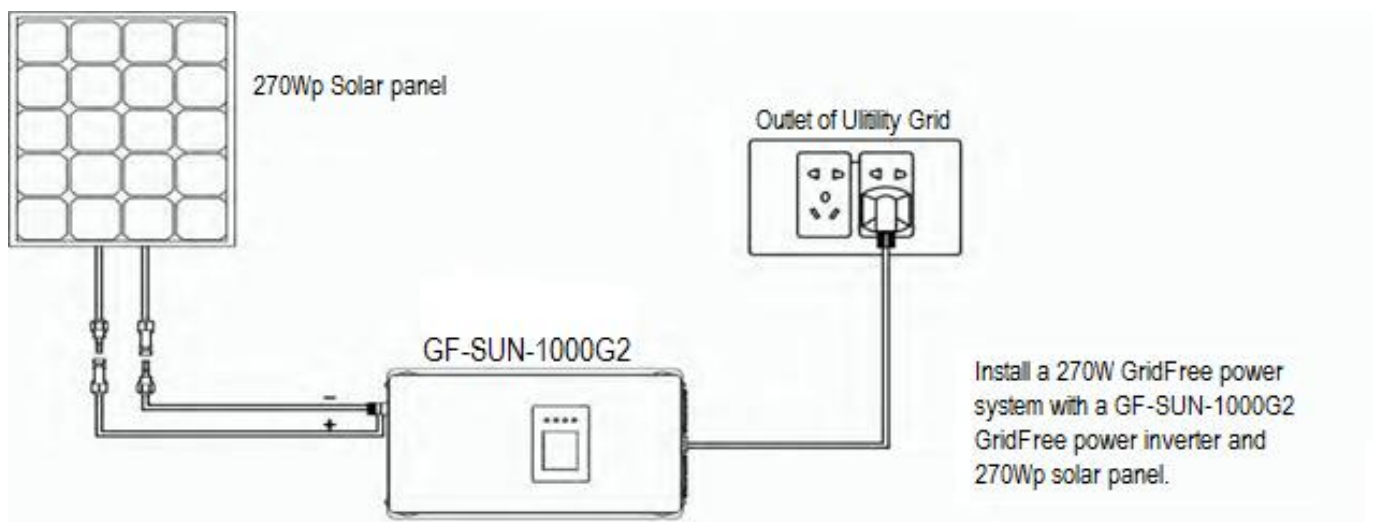 270Wp Solar panel
Outlet of Ulitility Grid
GF-SUN-1000G2
−
+
Install a 270W GridFree power
system with a GF-SUN-1000G2
GridFree power inverter and
270Wp solar panel.